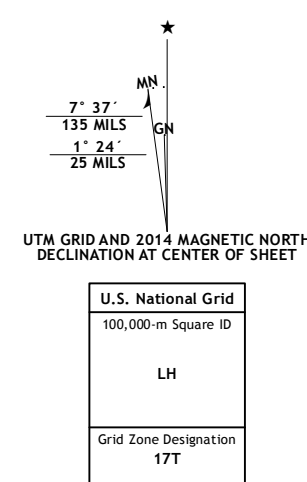 MN
7° 37´
135 MILS
GN
1° 24´
25 MILS
UTM GRID AND 2014 MAGNETIC NORTH
DECLINATION AT CENTER OF SHEET
U.S. National Grid
100,000-m Square ID
LH
Grid Zone Designation
17T